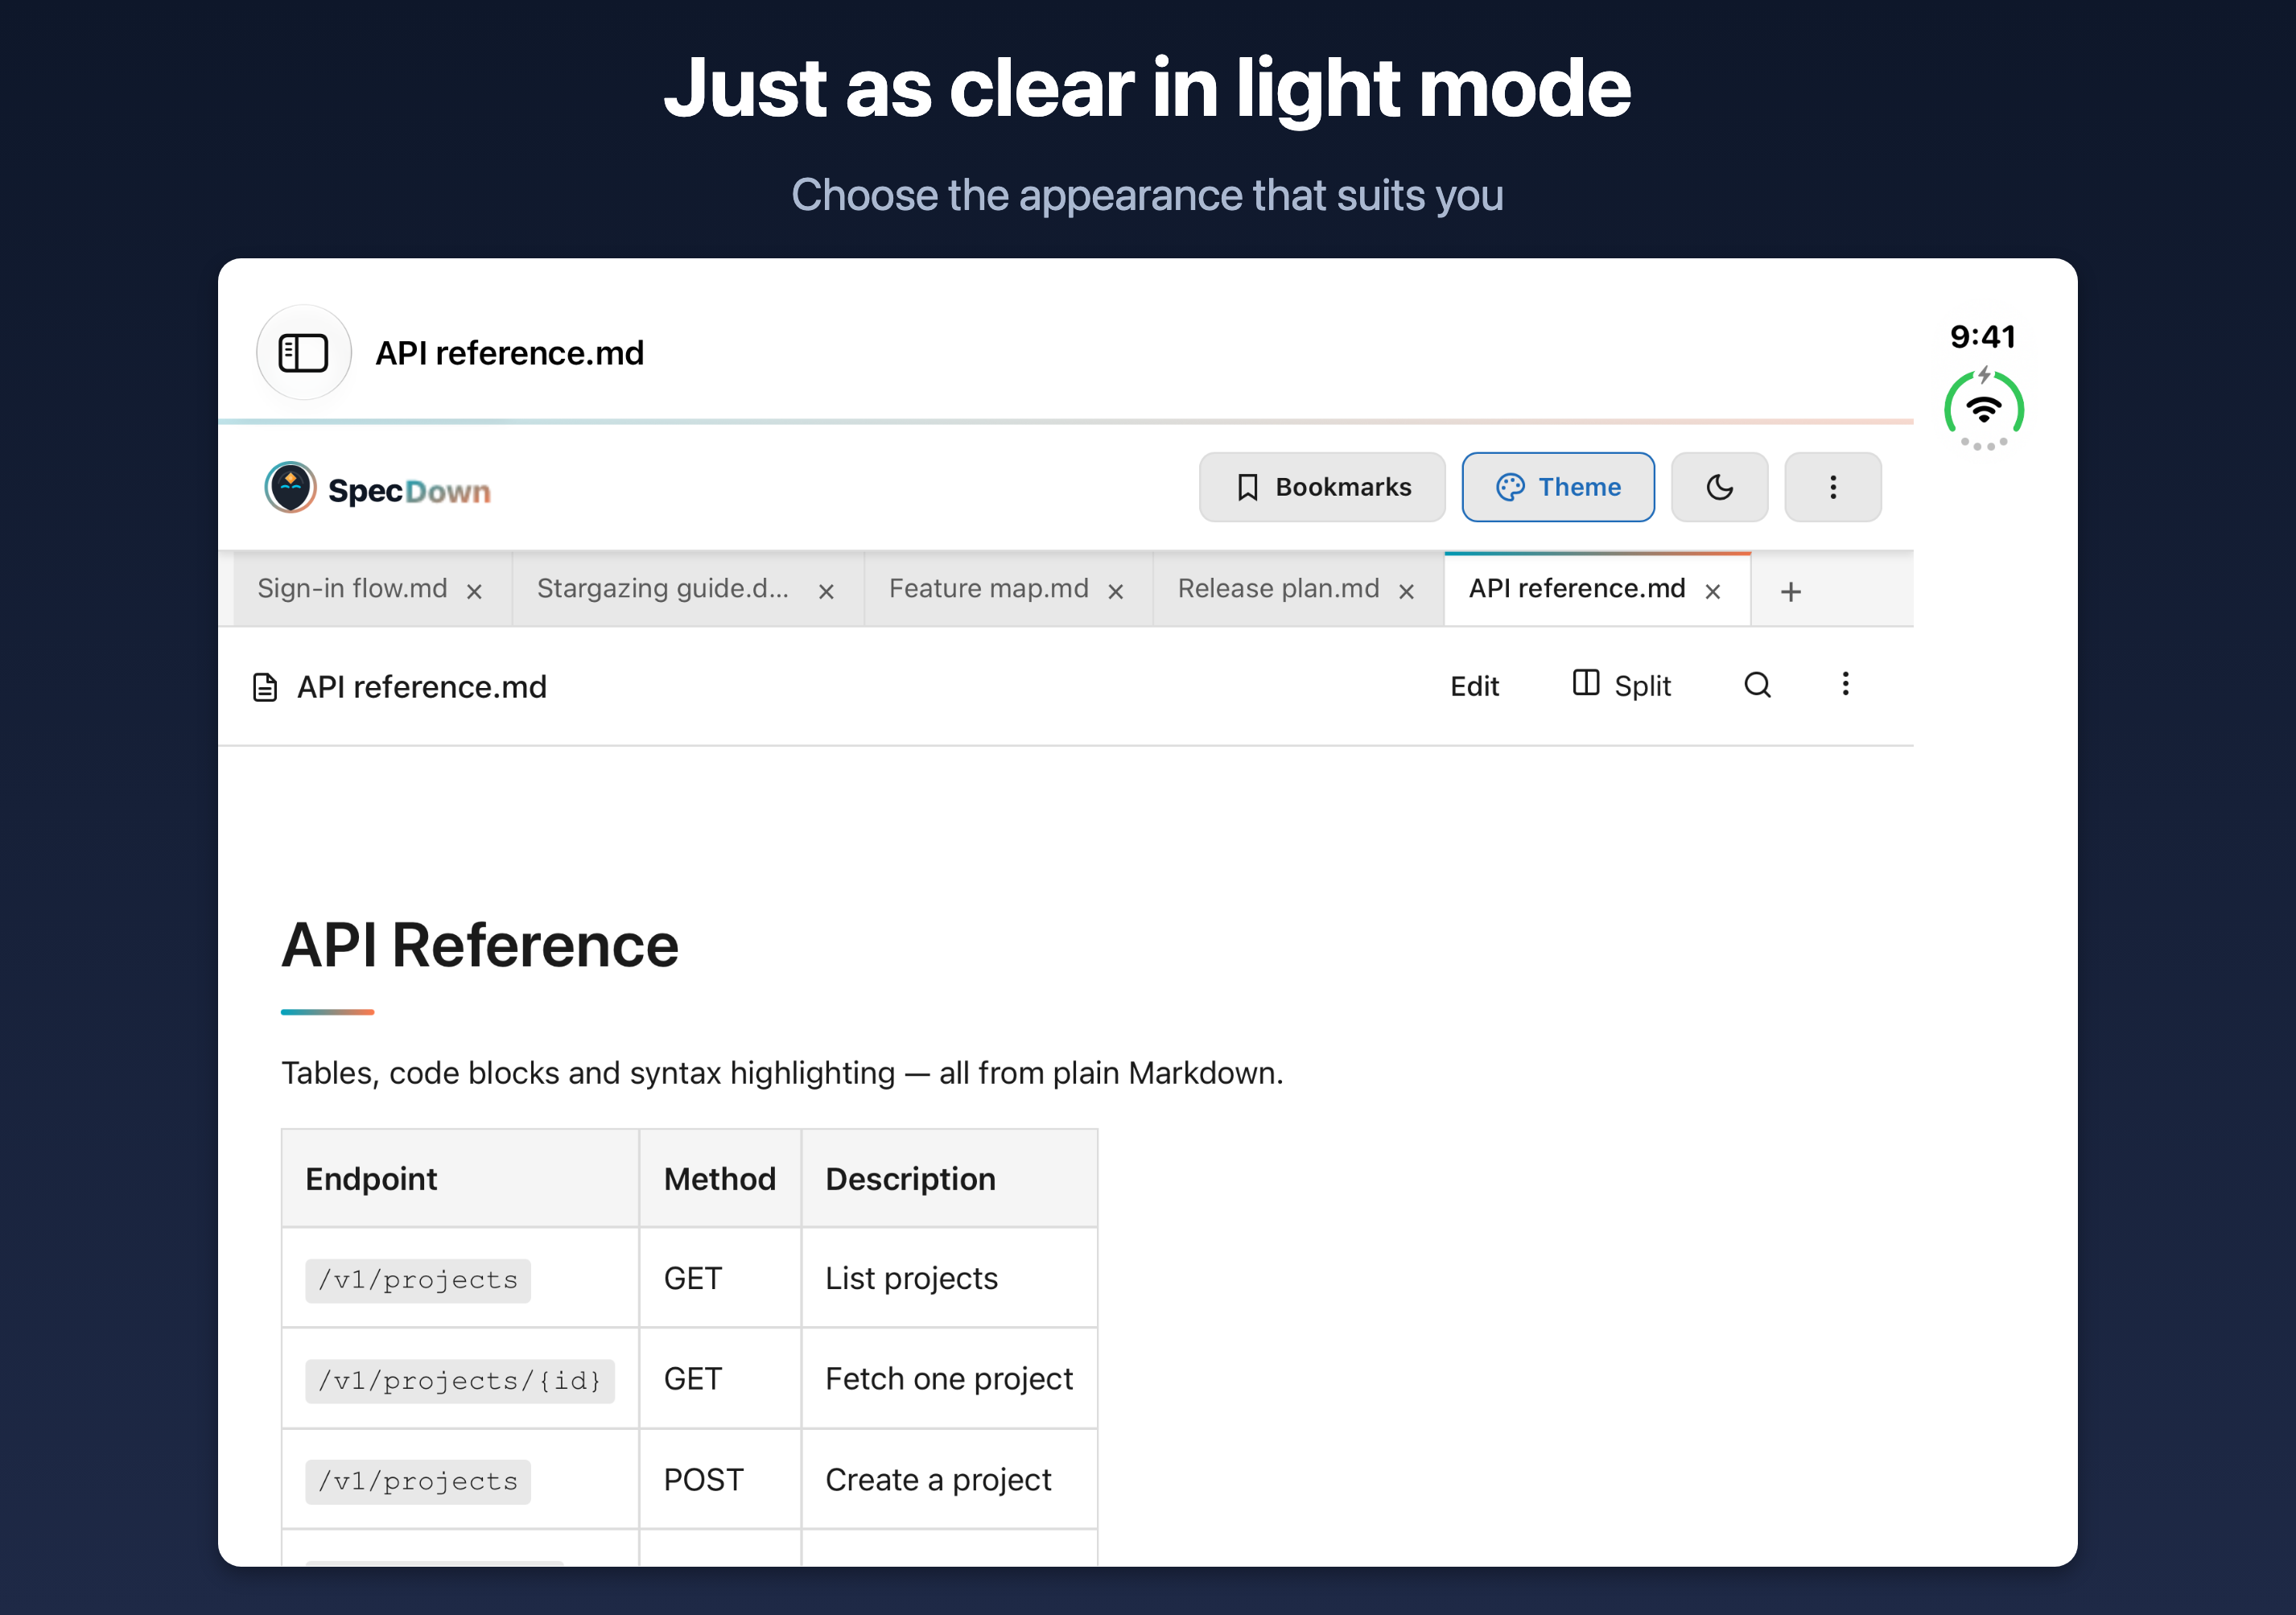 Just as clear in light mode
Choose the appearance that suits you
API reference.md
9:41
SpecDown
Bookmarks
Theme
Sign-in flow.md
Stargazing guide.d...
Feature map.md
Release plan.md
API reference.md
API reference.md
Edit
Split
API Reference
Tables, code blocks and syntax highlighting — all from plain Markdown.
Endpoint Method Description
/v1/projects GET List projects
/v1/projects/{id} GET Fetch one project
/v1/projects POST Create a project